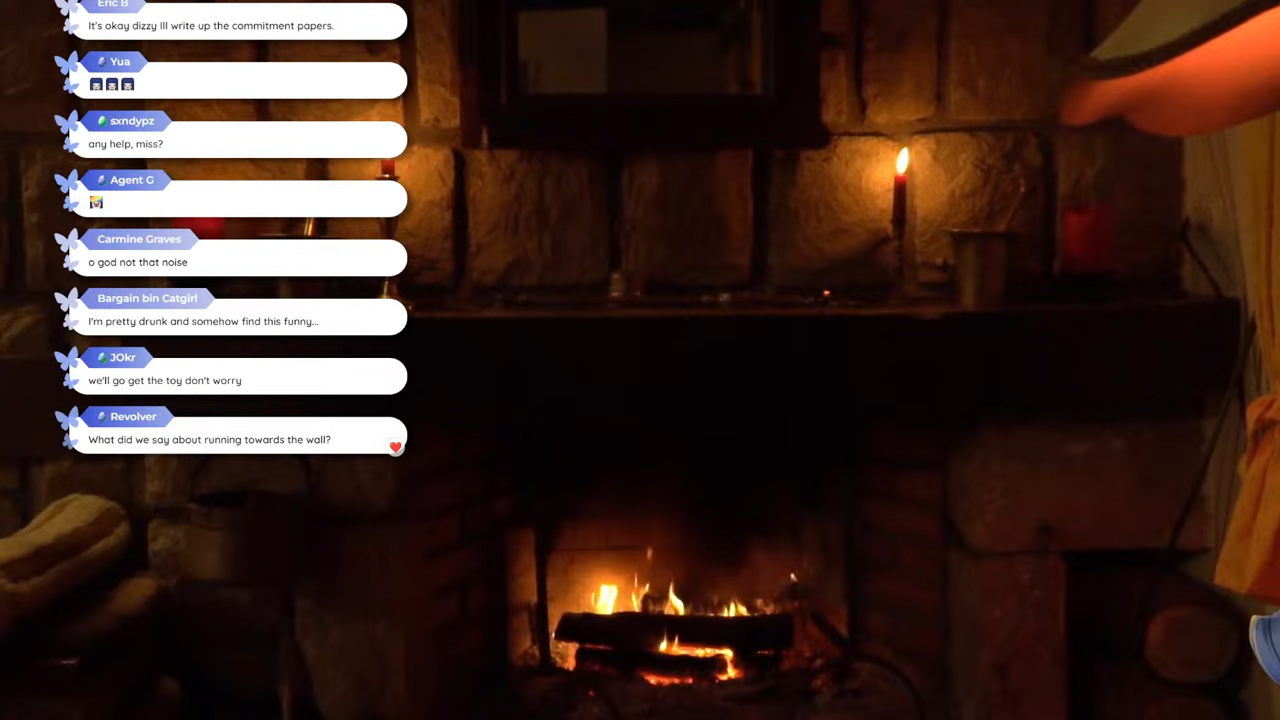 Eric B
It's okay dizzy Ill write up the commitment papers.
Yua
sxndypz
any help, miss?
Agent G
Carmine Graves
o god not that noise
Bargain bin Catgirl
I'm pretty drunk and somehow find this funny...
JOkr
we'll go get the toy don't worry
Revolver
What did we say about running towards the wall?